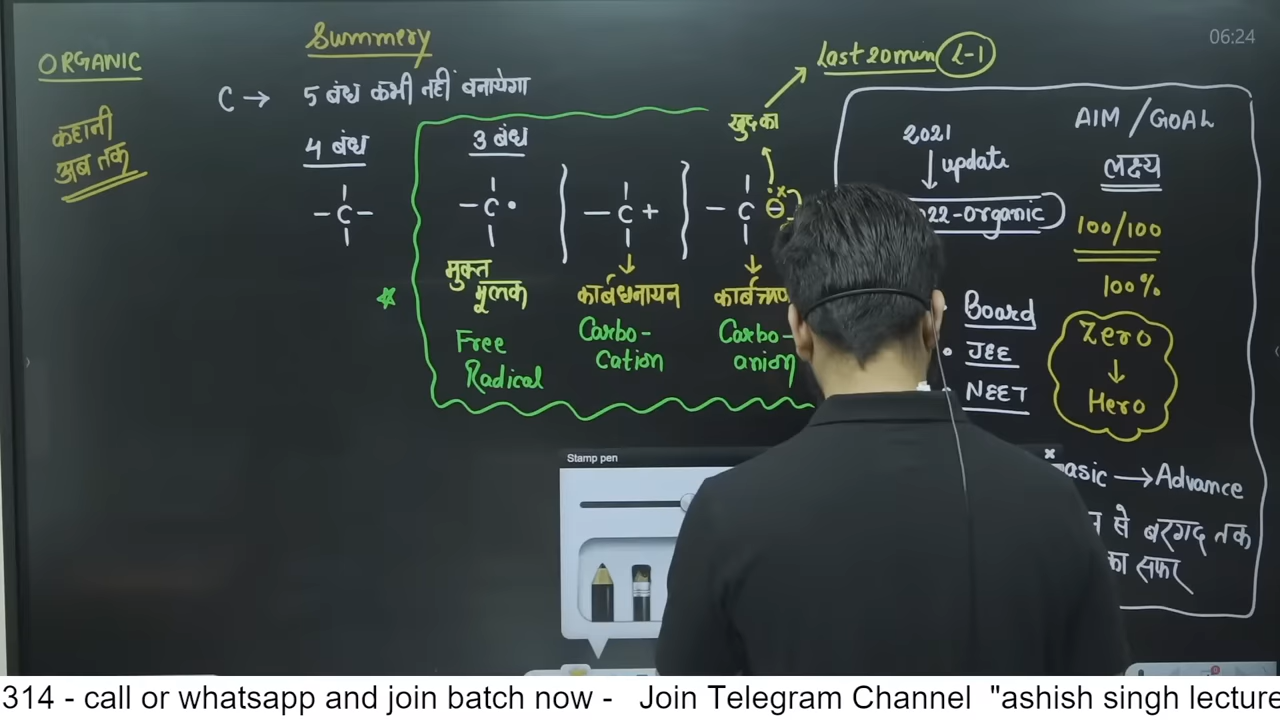 06:24
Summery
ORGANIC
Last 20 min L-1
C → 5 बंध कभी नहीं बनायेगा
कहानी
अब तक
4 बंध
3 बंध
खुद का
-C-
-C•
-C+
-C⊖
मुक्त
मूलक
कार्बधनायन
Free
Radical
Carbo-
Cation
Carbo-
anion
2021
↓ update
22-Organic
AIM / GOAL
लक्ष्य
100/100
100%
Board
JEE
NEET
Zero
↓
Hero
asic → Advance
से बरगद तक
का सफर
Stamp pen
314 - call or whatsapp and join batch now - Join Telegram Channel "ashish singh lecture